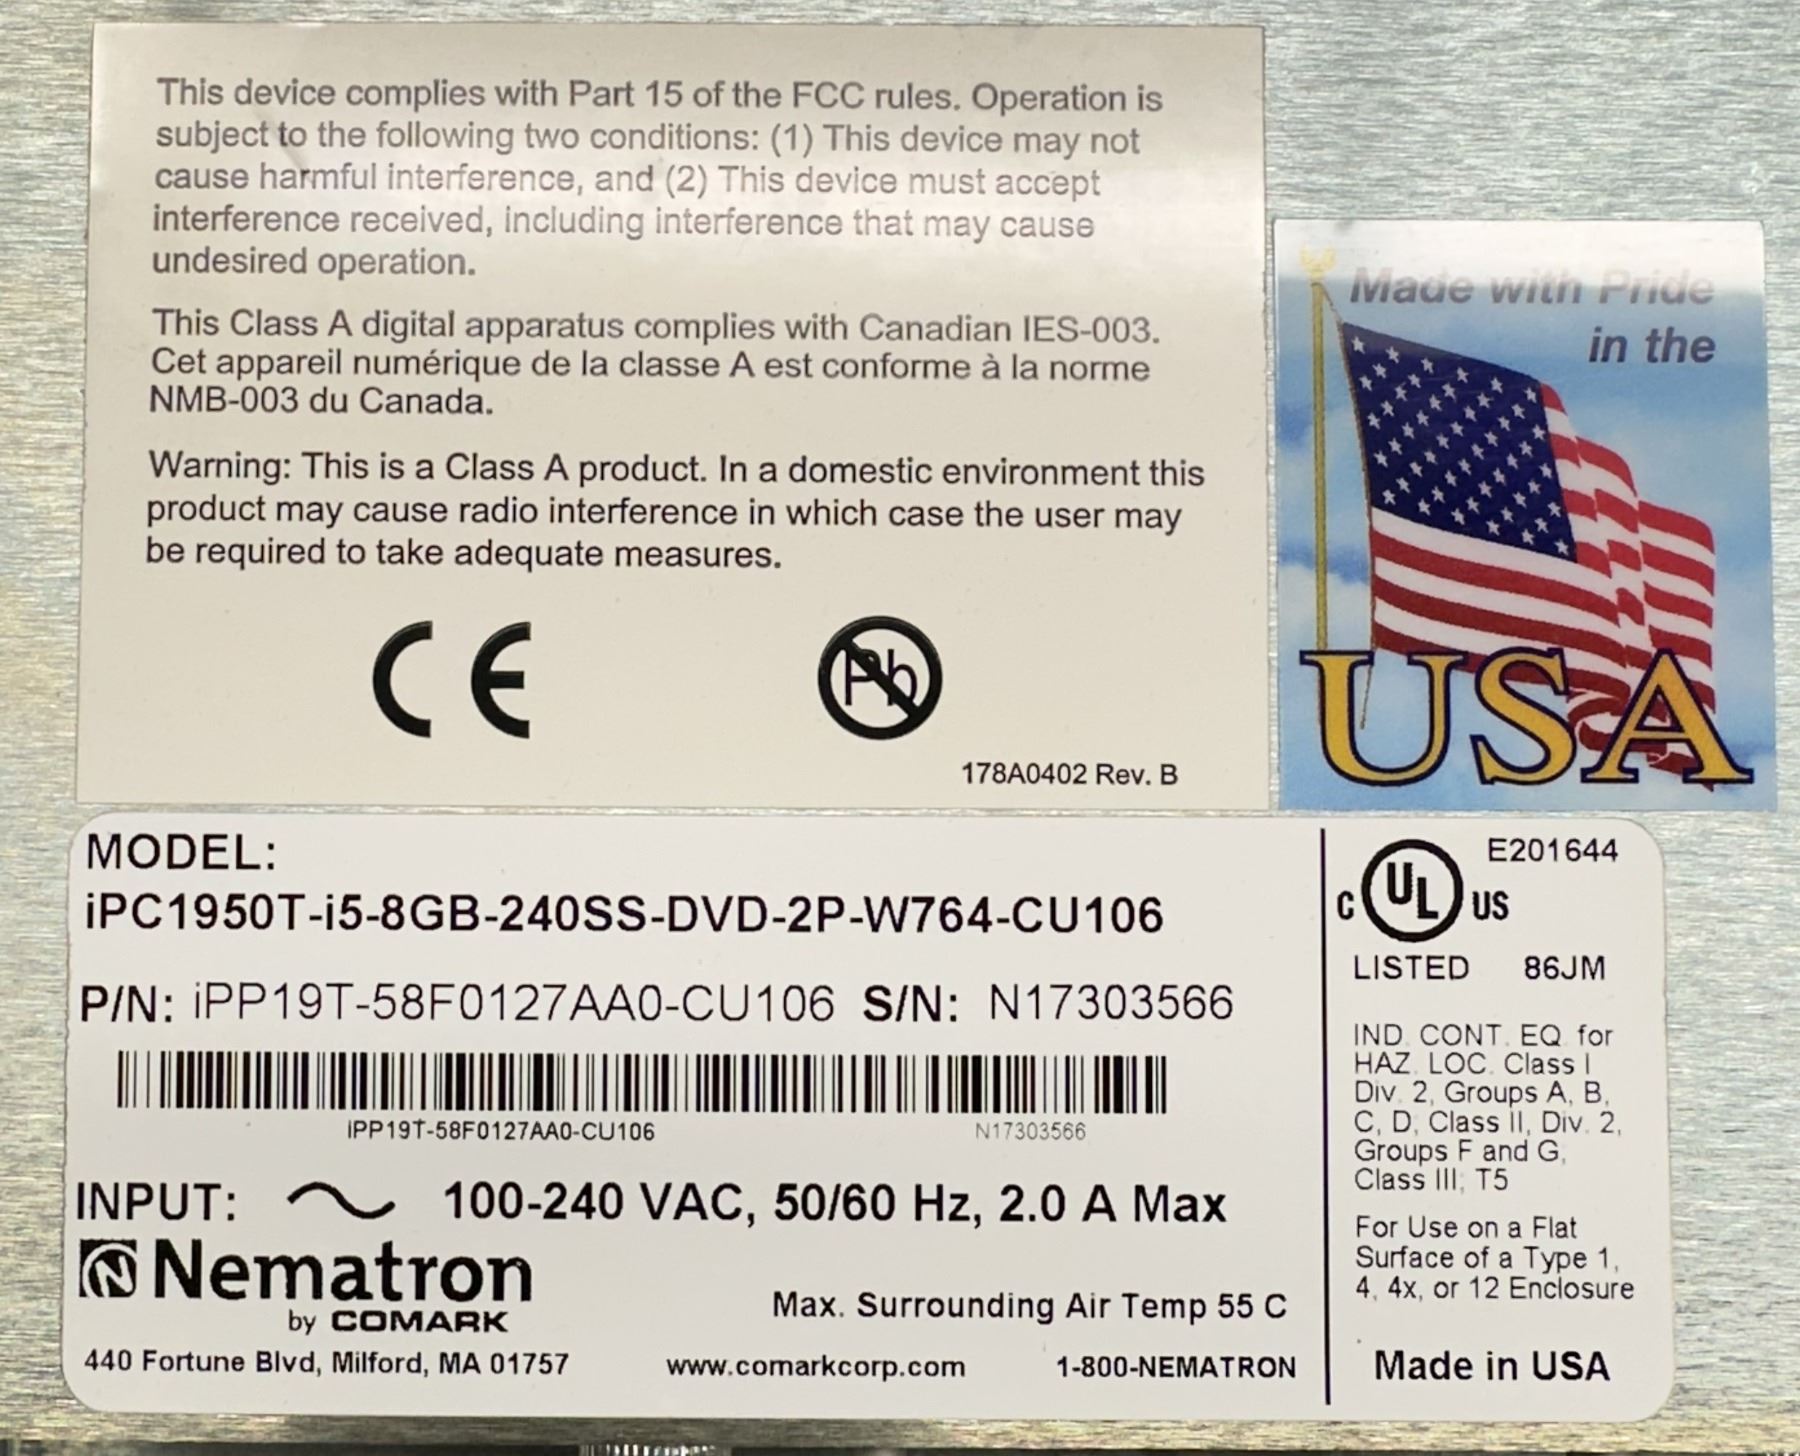 This device complies with Part 15 of the FCC rules. Operation is
subject to the following two conditions: (1) This device may not
cause harmful interference, and (2) This device must accept
interference received, including interference that may cause
undesired operation.
This Class A digital apparatus complies with Canadian IES-003.
Cet appareil numérique de la classe A est conforme à la norme
NMB-003 du Canada.
Warning: This is a Class A product. In a domestic environment this
product may cause radio interference in which case the user may
be required to take adequate measures.
CE
Pb
178A0402 Rev. B
Made with Pride
in the
USA
MODEL:
iPC1950T-i5-8GB-240SS-DVD-2P-W764-CU106
P/N: iPP19T-58F0127AA0-CU106 S/N: N17303566
iPP19T-58F0127AA0-CU106 N17303566
INPUT: 100-240 VAC, 50/60 Hz, 2.0 A Max
Nematron
by COMARK
Max. Surrounding Air Temp 55 C
440 Fortune Blvd, Milford, MA 01757 www.comarkcorp.com 1-800-NEMATRON
E201644
C UL US
LISTED 86JM
IND. CONT. EQ. for
HAZ. LOC. Class I
Div. 2, Groups A, B,
C, D; Class II, Div. 2,
Groups F and G;
Class III; T5
For Use on a Flat
Surface of a Type 1,
4, 4x, or 12 Enclosure
Made in USA